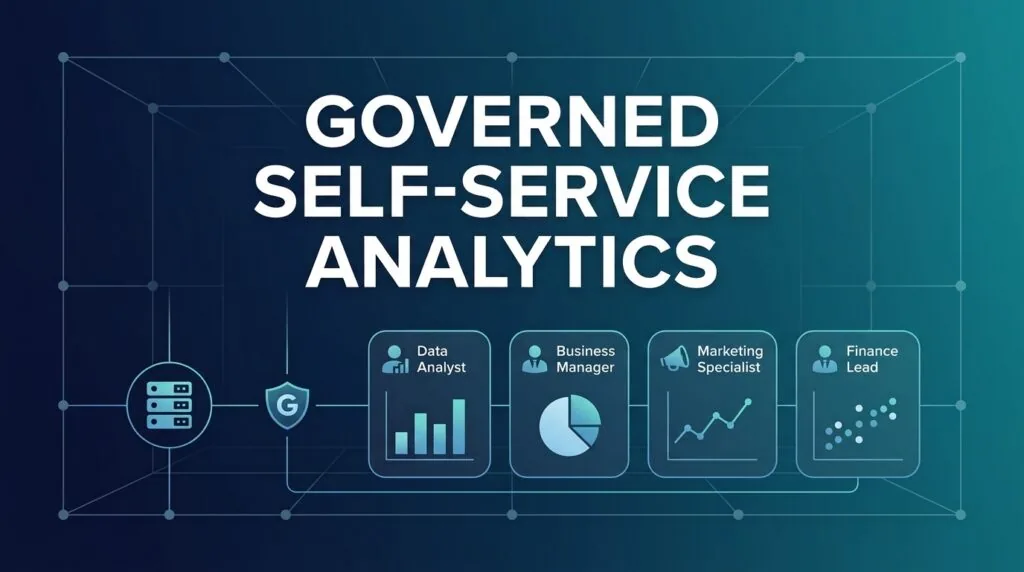 GOVERNED
SELF-SERVICE
ANALYTICS
Data
Analyst
Business
Manager
Marketing
Specialist
Finance
Lead
G